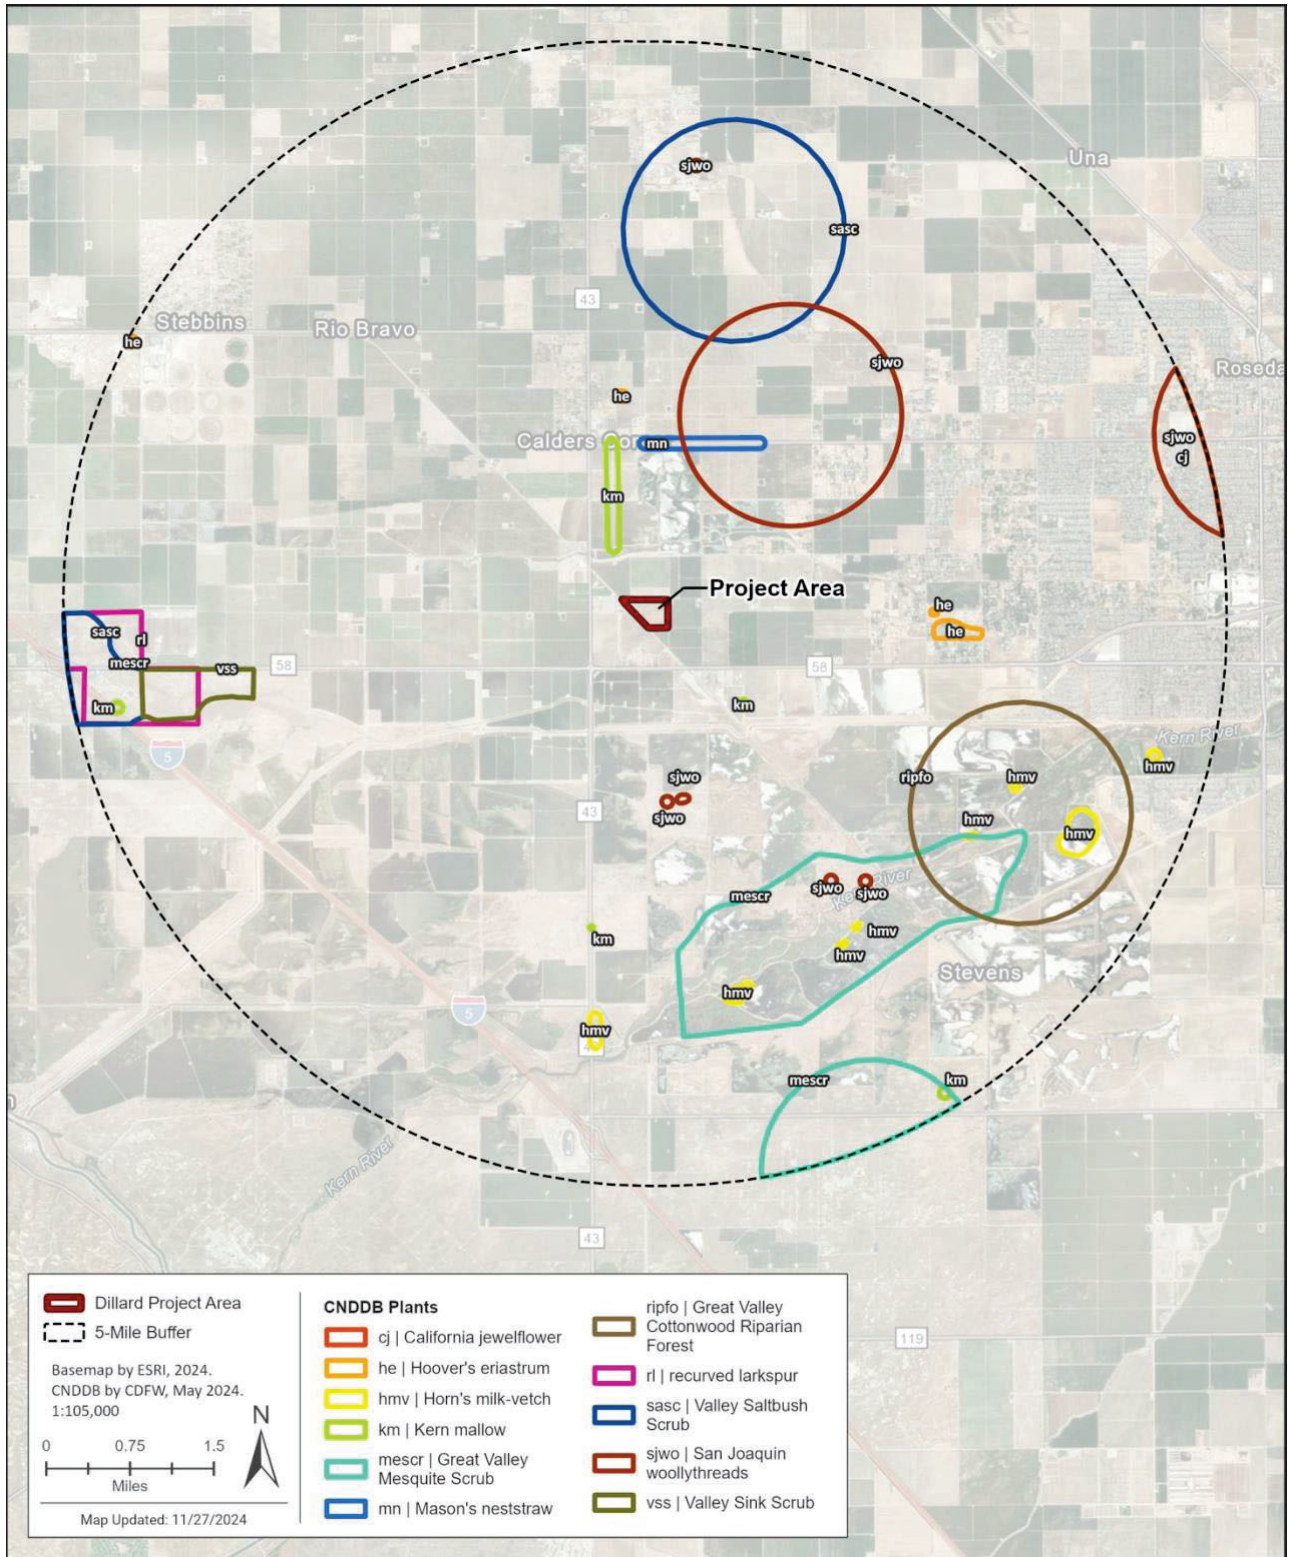 Una
sjwo
sasc
43
Stebbins
Rio Bravo
he
sjwo
Roseda
he
Calders Cor
mn
sjwo
cj
km
Project Area
he
he
sasc
rl
mescr
vss
58
58
km
km
Kern River
hmv
5
ripfo
hmv
sjwo
43
sjwo
hmv
hmv
mescr
sjwo
River
sjwo
hmv
km
hmv
Stevens
hmv
5
hmv
mescr
km
Kern River
43
119
Dillard Project Area
5-Mile Buffer
Basemap by ESRI, 2024.
CNDDB by CDFW, May 2024.
1:105,000
N
0 0.75 1.5
Miles
Map Updated: 11/27/2024
CNDDB Plants
cj | California jewelflower
he | Hoover's eriastrum
hmv | Horn's milk-vetch
km | Kern mallow
mescr | Great Valley
Mesquite Scrub
mn | Mason's neststraw
ripfo | Great Valley
Cottonwood Riparian
Forest
rl | recurved larkspur
sasc | Valley Saltbush
Scrub
sjwo | San Joaquin
woollythreads
vss | Valley Sink Scrub